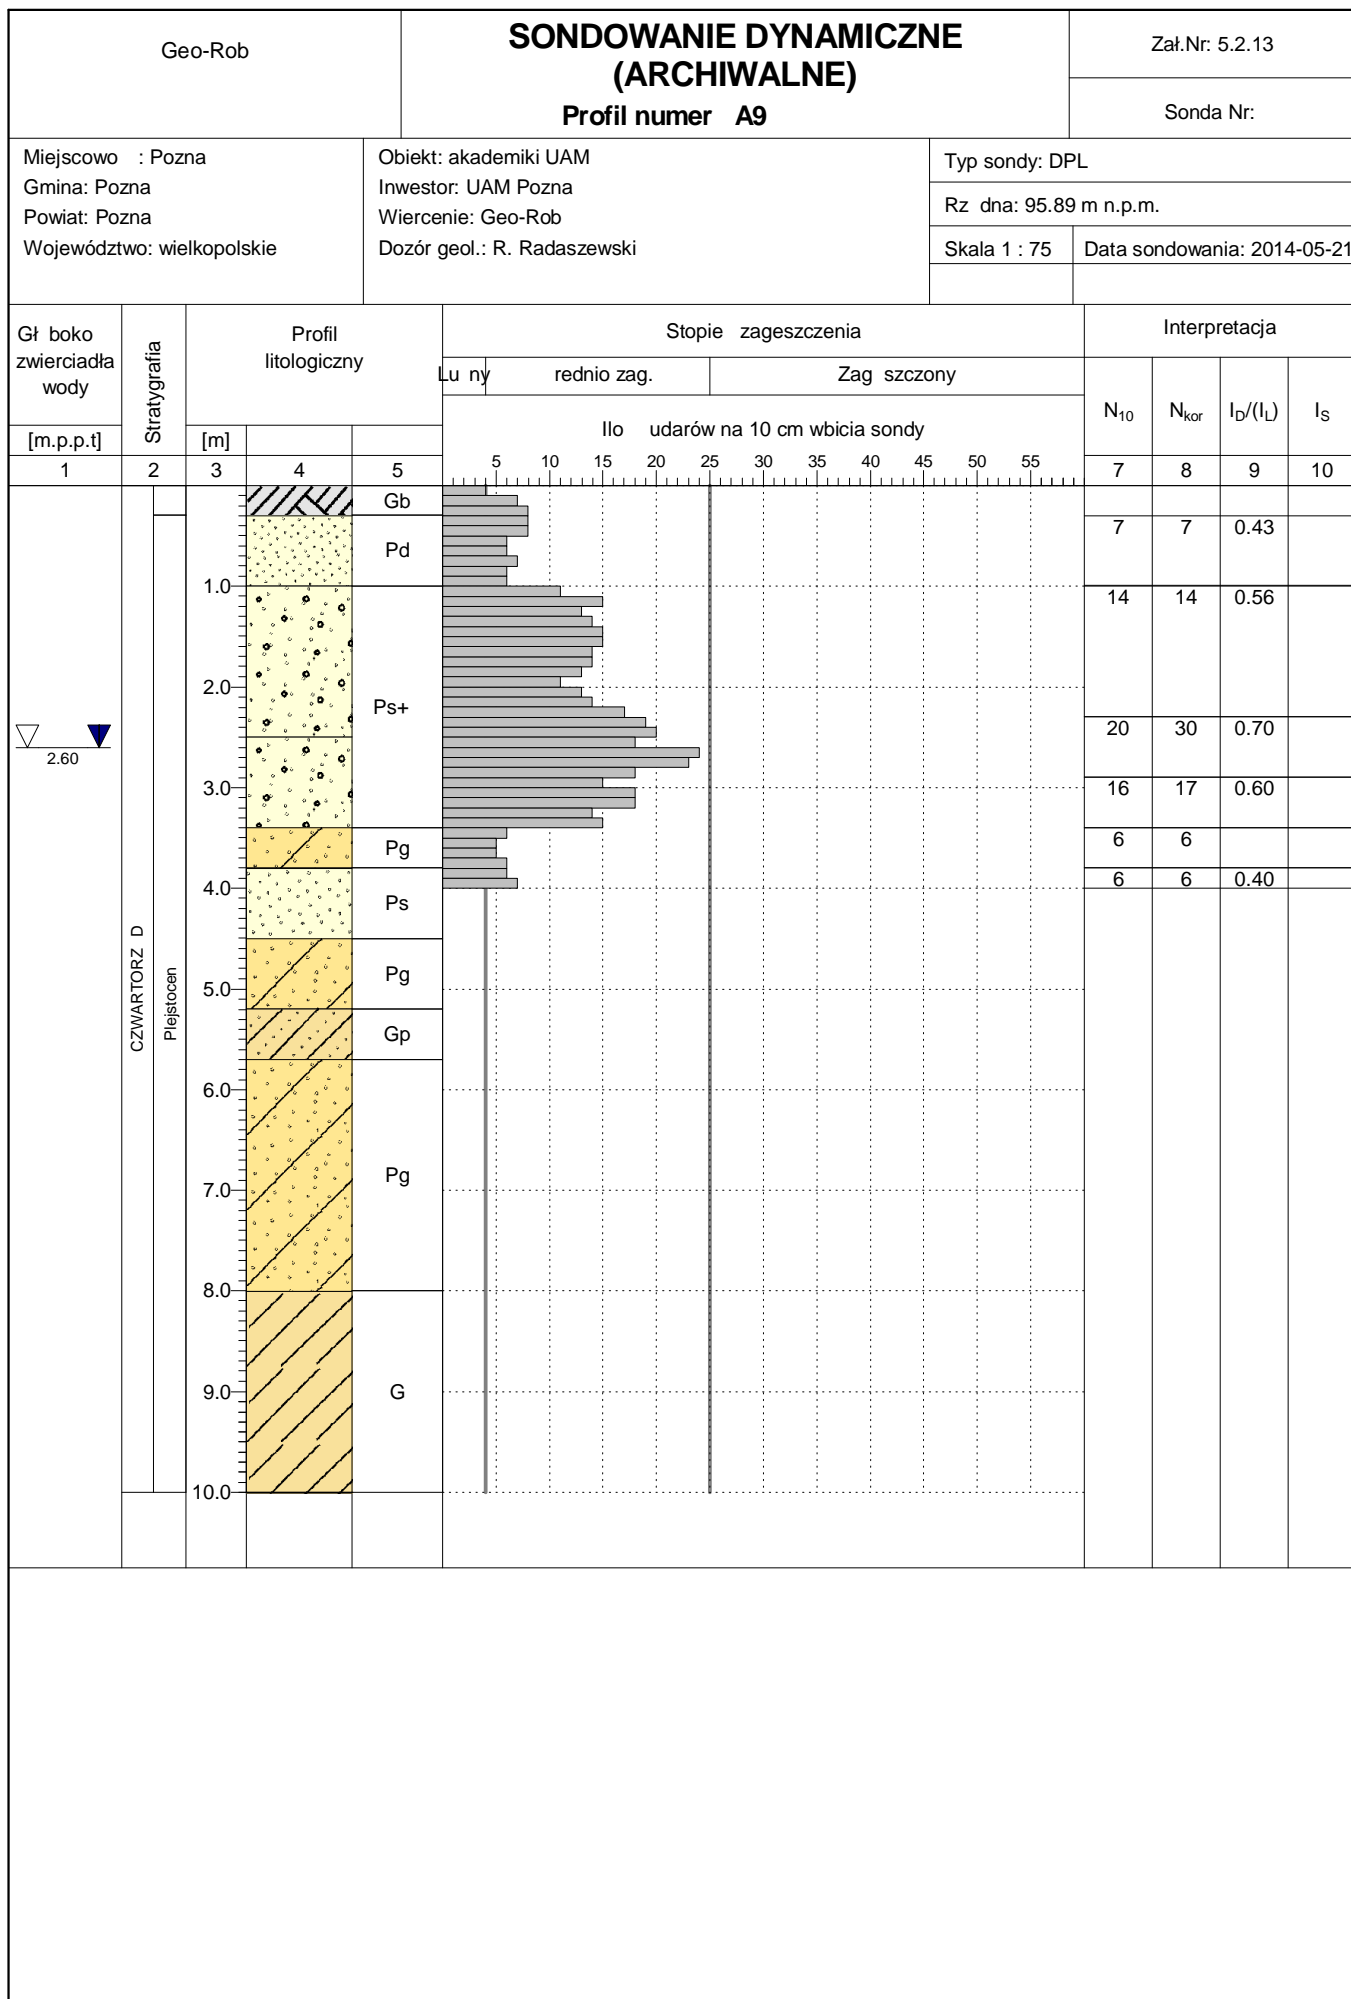 Geo-Rob
SONDOWANIE DYNAMICZNE
(ARCHIWALNE)
Profil numer A9
Zał.Nr: 5.2.13
Sonda Nr:
Miejscowo : Pozna
Gmina: Pozna
Powiat: Pozna
Województwo: wielkopolskie
Obiekt: akademiki UAM
Inwestor: UAM Pozna
Wiercenie: Geo-Rob
Dozór geol.: R. Radaszewski
Typ sondy: DPL
Rz dna: 95.89 m n.p.m.
Skala 1 : 75 Data sondowania: 2014-05-21
Gł boko
zwierciadła
wody
[m.p.p.t]
Stratygrafia
Profil
litologiczny
[m]
Stopie zageszczenia
Lu ny rednio zag. Zag szczony
Ilo udarów na 10 cm wbicia sondy
5 10 15 20 25 30 35 40 45 50 55
Interpretacja
N10 Nkor ID/(IL) IS
1 2 3 4 5 7 8 9 10
Gb
7 7 0.43
Pd
1.0
14 14 0.56
2.0
Ps+
20 30 0.70
2.60
3.0
16 17 0.60
Pg
6 6
4.0
6 6 0.40
Ps
CZWARTORZ D
Plejstocen
Pg
5.0
Gp
6.0
Pg
7.0
8.0
G
9.0
10.0